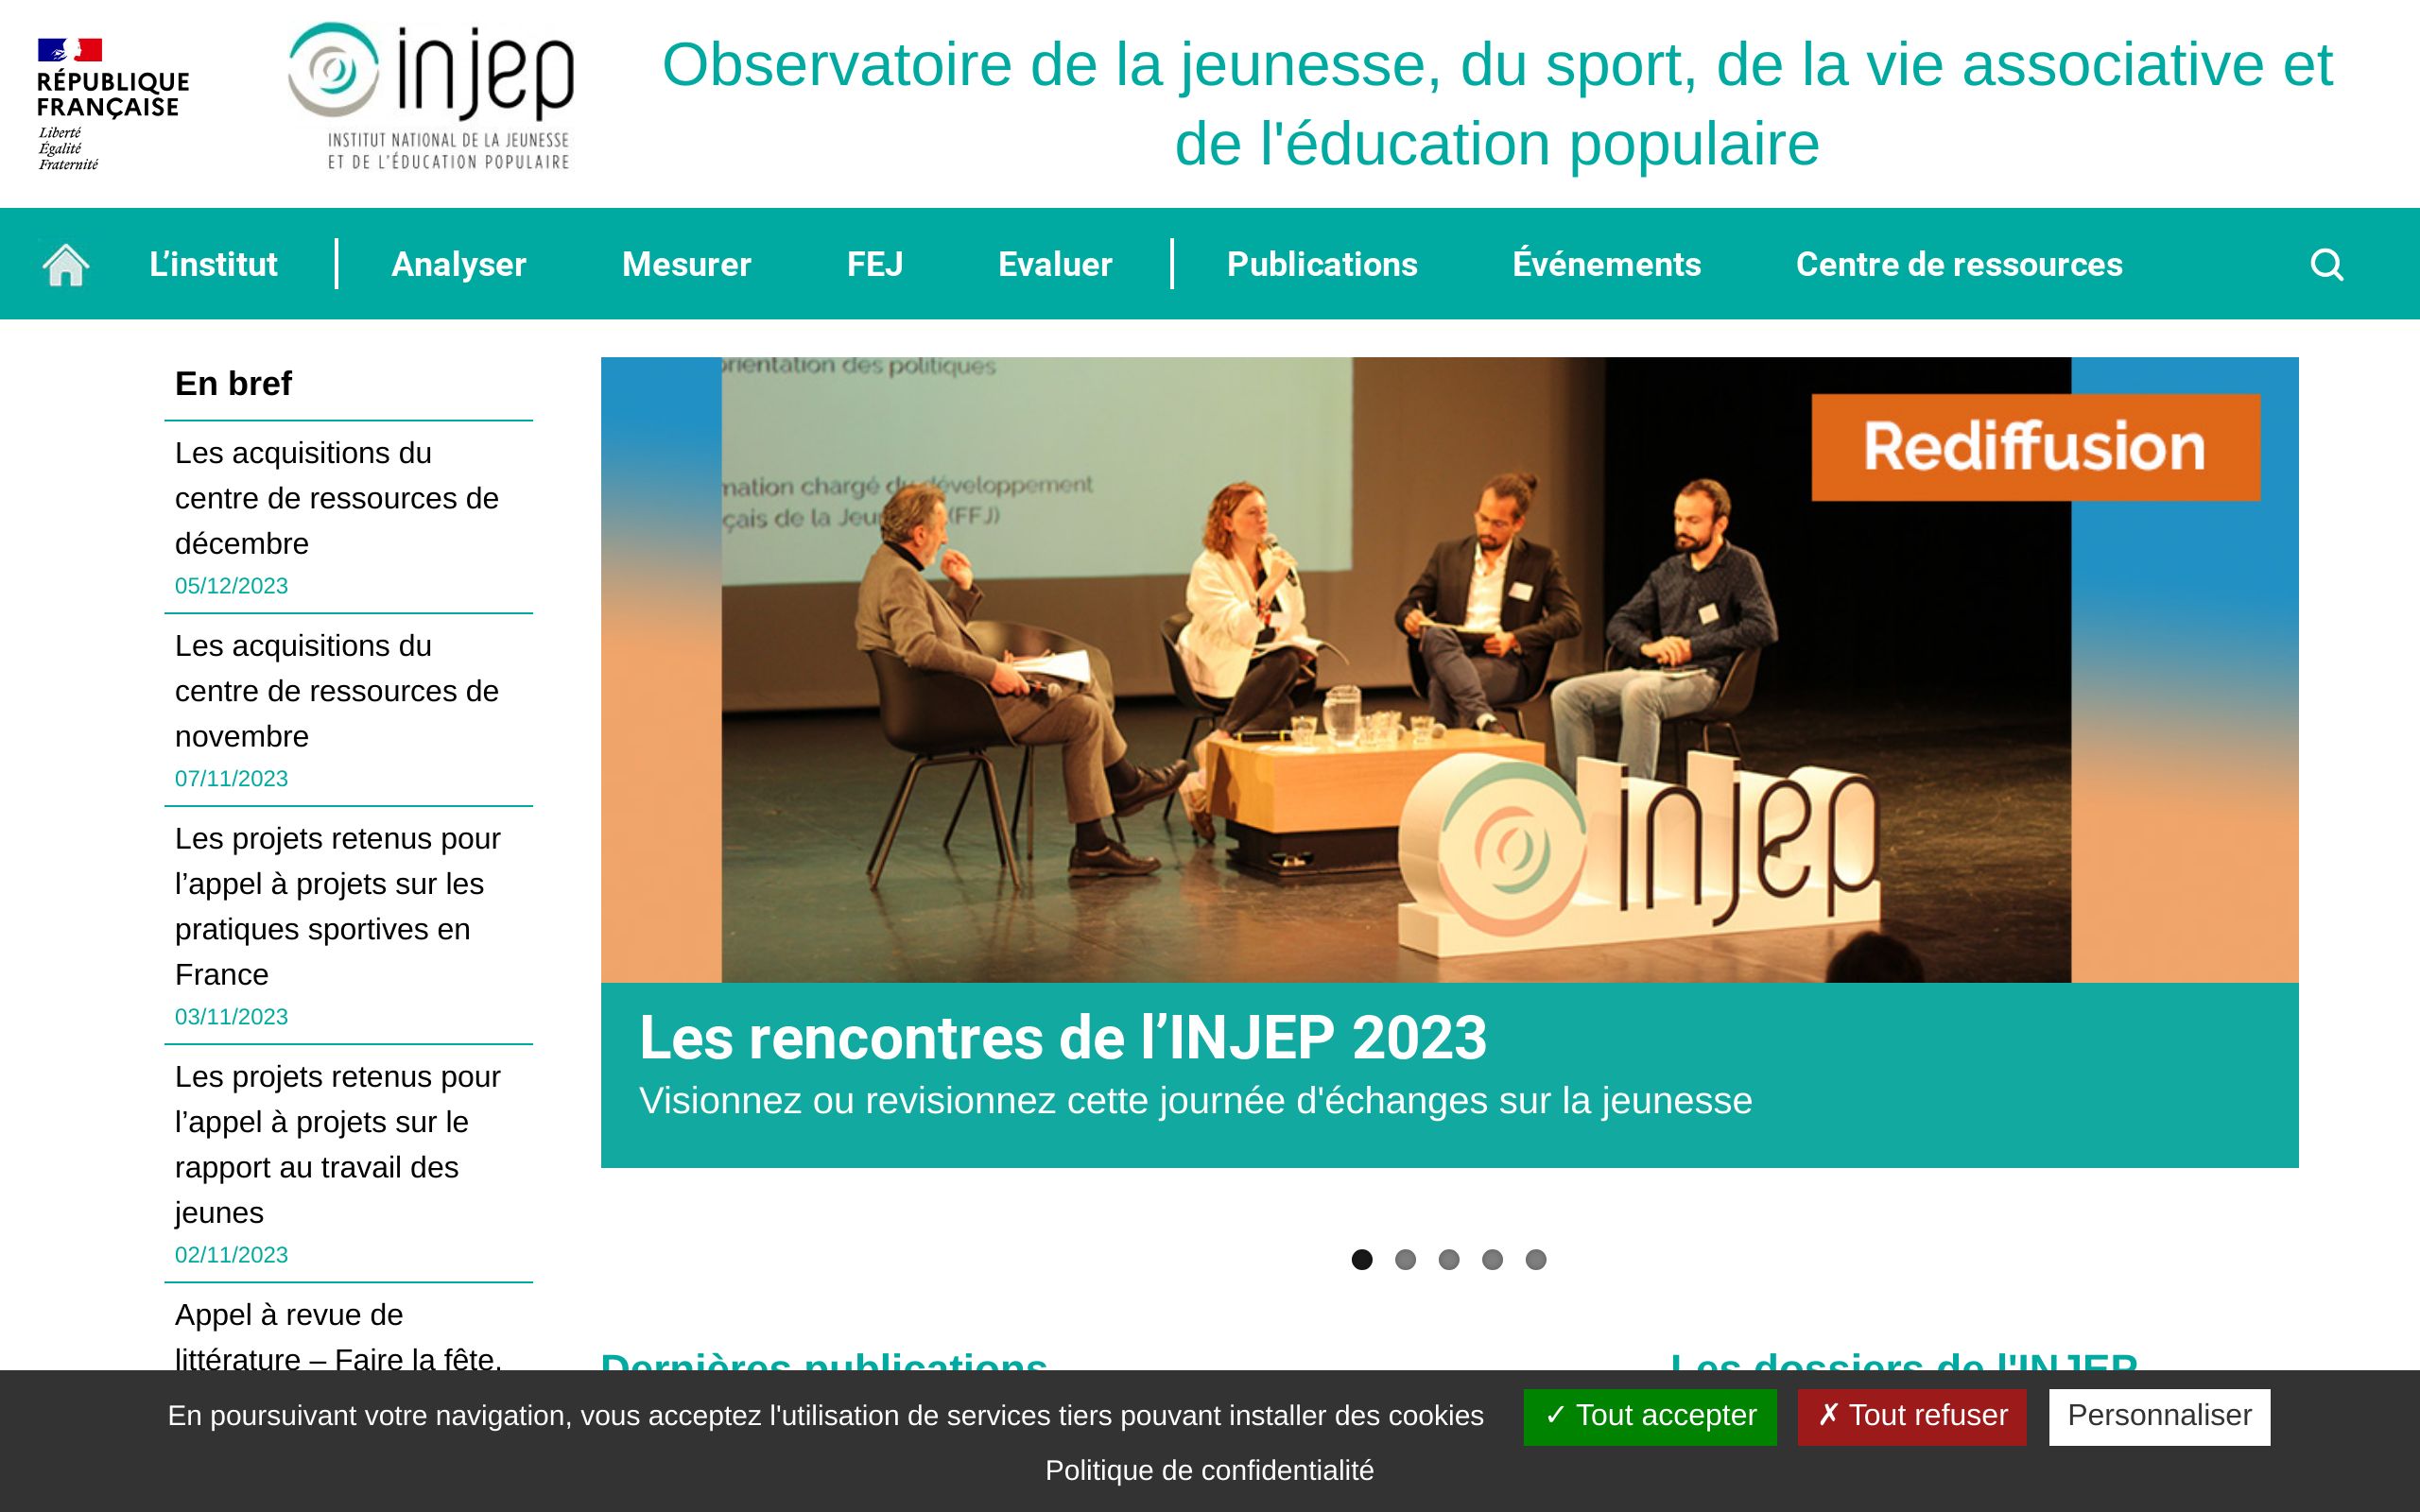 RÉPUBLIQUE
FRANÇAISE
Liberté
Égalité
Fraternité
injep
INSTITUT NATIONAL DE LA JEUNESSE
ET DE L'ÉDUCATION POPULAIRE
Observatoire de la jeunesse, du sport, de la vie associative et
de l'éducation populaire
L’institut
Analyser
Mesurer
FEJ
Evaluer
Publications
Événements
Centre de ressources
En bref
Les acquisitions du
centre de ressources de
décembre
05/12/2023
Les acquisitions du
centre de ressources de
novembre
07/11/2023
Les projets retenus pour
l’appel à projets sur les
pratiques sportives en
France
03/11/2023
Les projets retenus pour
l’appel à projets sur le
rapport au travail des
jeunes
02/11/2023
Appel à revue de
littérature – Faire la fête.
orientation des politiques
mation chargé du développement
çais de la Jeu (FFJ)
Rediffusion
injep
Les rencontres de l’INJEP 2023
Visionnez ou revisionnez cette journée d'échanges sur la jeunesse
Dernières publications
Les dossiers de l'INJEP
En poursuivant votre navigation, vous acceptez l'utilisation de services tiers pouvant installer des cookies
✓ Tout accepter
✗ Tout refuser
Personnaliser
Politique de confidentialité